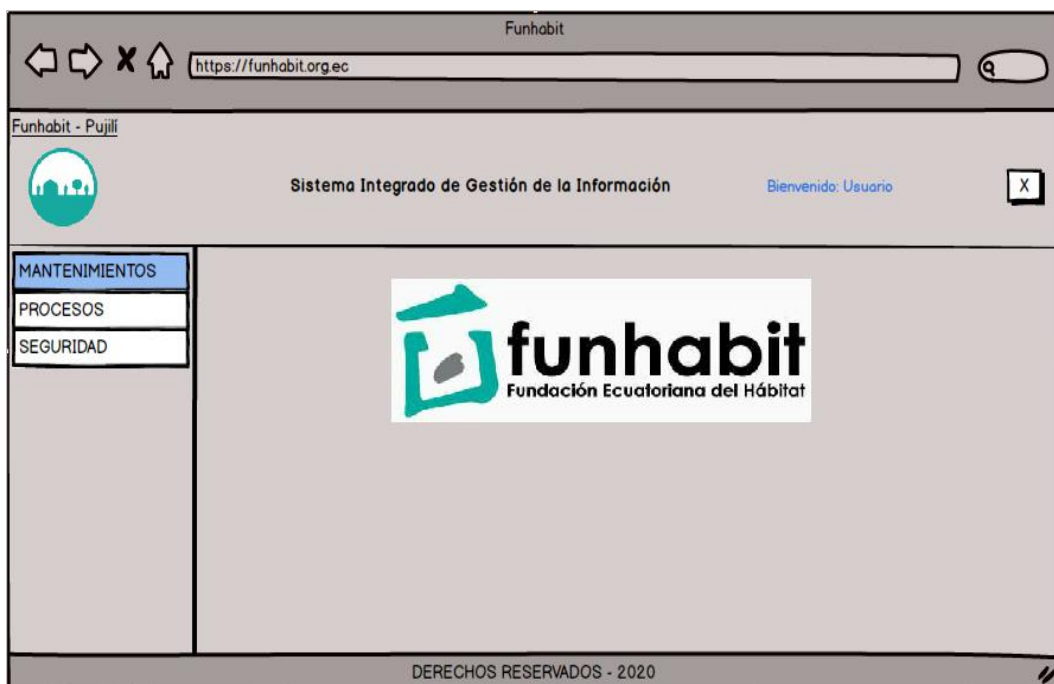 Funhabit
https://funhabit.org.ec
Funhabit - Pujilí
Sistema Integrado de Gestión de la Información
Bienvenido: Usuario
X
MANTENIMIENTOS
PROCESOS
SEGURIDAD
funhabit
Fundación Ecuatoriana del Hábitat
DERECHOS RESERVADOS - 2020